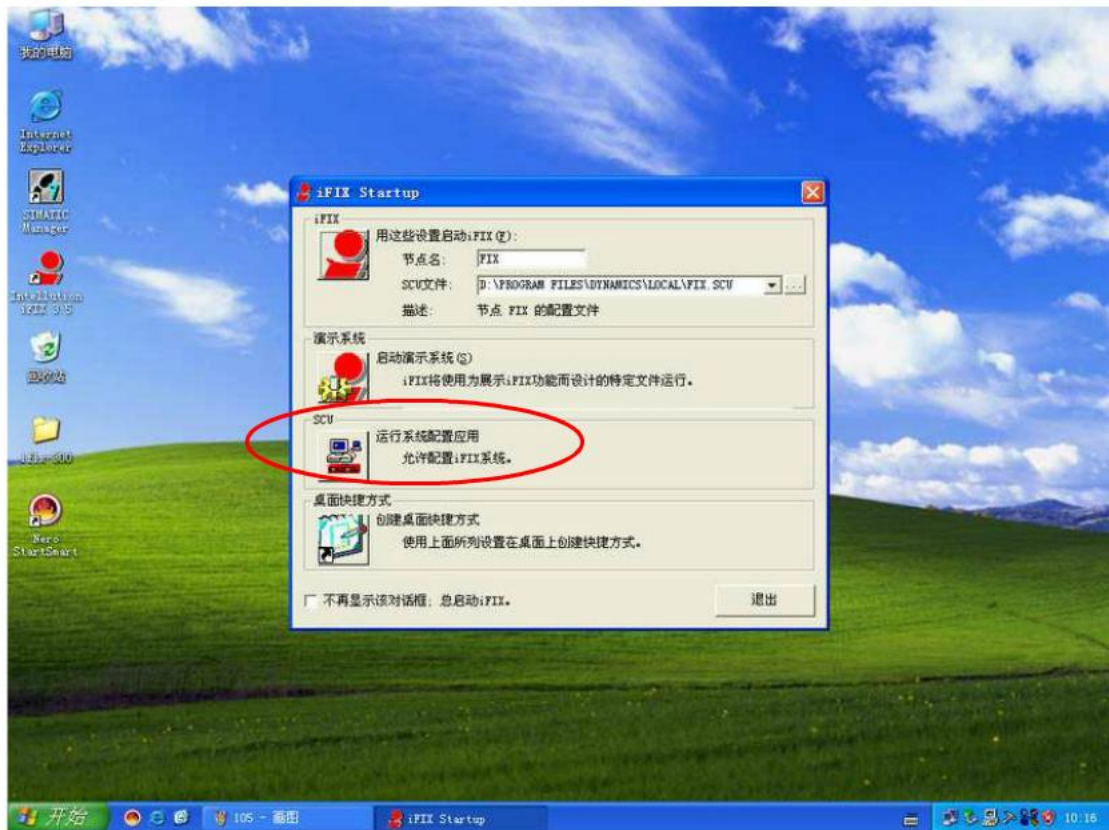 我的电脑
Internet
Explorer
SIMATIC
Manager
Intellution
iFIX 3.5
回收站
Nero
StartSmart
iFIX Startup
iFIX
用这些设置启动iFIX(F):
节点名:
FIX
SCU文件:
D:\PROGRAM FILES\DYNAMICS\LOCAL\FIX.SCU
...
描述:
节点 FIX 的配置文件
演示系统
启动演示系统(S)
iFIX将使用为展示iFIX功能而设计的特定文件运行。
SCU
运行系统配置应用
允许配置iFIX系统。
桌面快捷方式
创建桌面快捷方式
使用上面所列设置在桌面上创建快捷方式。
不再显示该对话框; 总启动iFIX。
退出
开始
105 - 画图
iFIX Startup
10:16